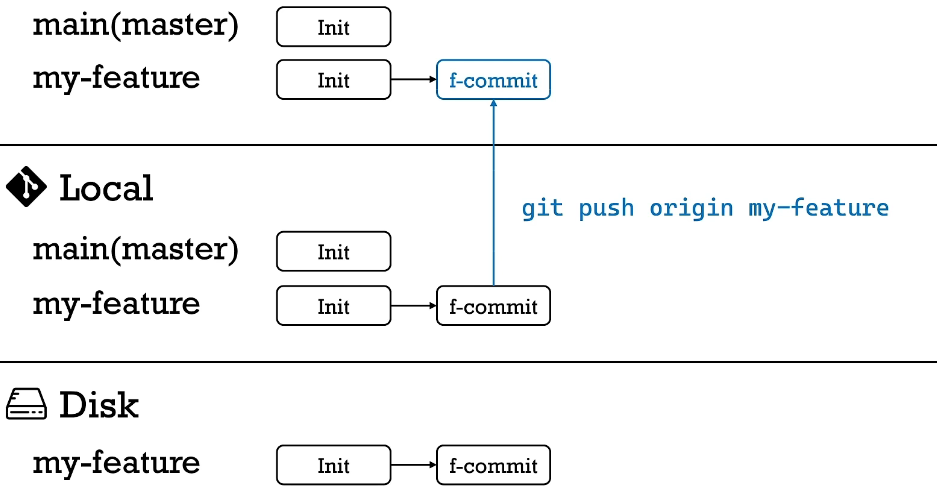 main(master) Init
my-feature Init f-commit
Local
git push origin my-feature
main(master) Init
my-feature Init f-commit
Disk
my-feature Init f-commit